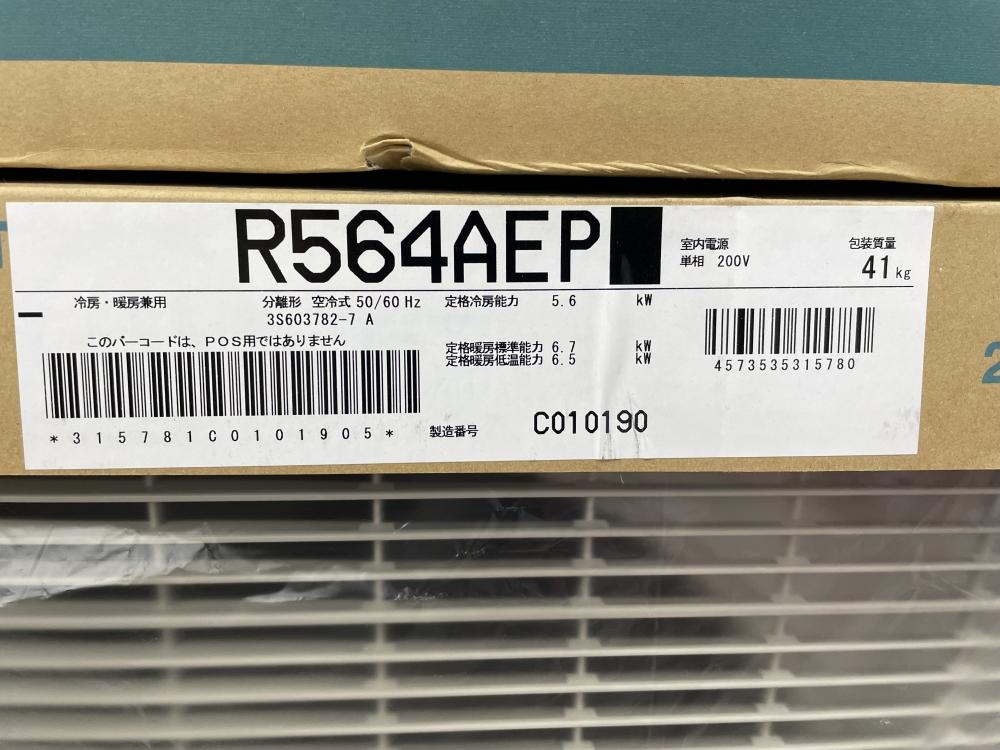 R564AEP
室内電源
単相 200V
包装質量
41kg
冷房・暖房兼用
分離形 空冷式 50/60 Hz
3S603782-7 A
定格冷房能力 5.6 kW
定格暖房標準能力 6.7 kW
定格暖房低温能力 6.5 kW
このバーコードは、POS用ではありません
*315781C0101905*
製造番号 C010190
4573535315780
2